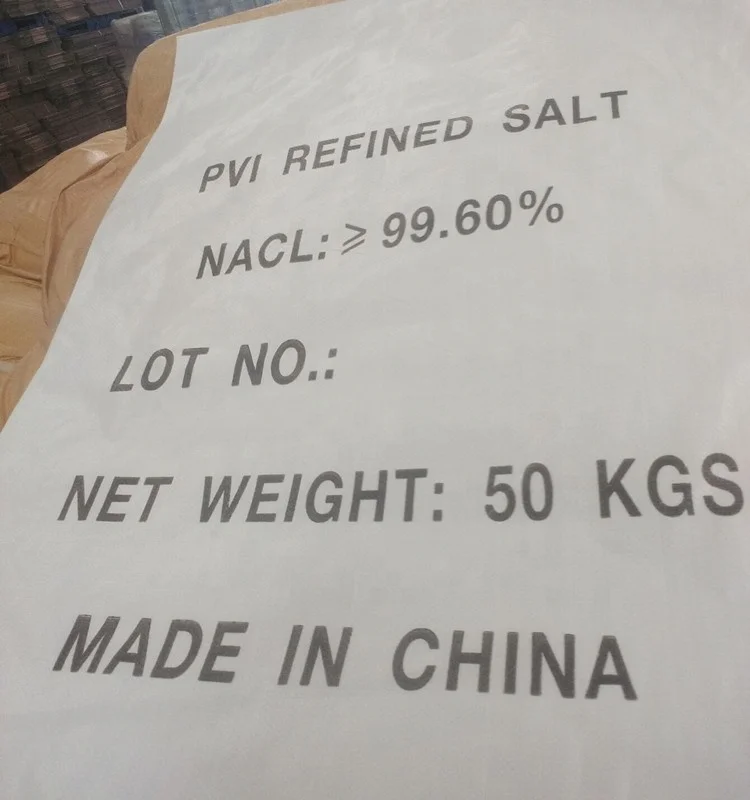 PVI REFINED SALT
NACL: ≥ 99.60%
LOT NO.:
NET WEIGHT: 50 KGS
MADE IN CHINA